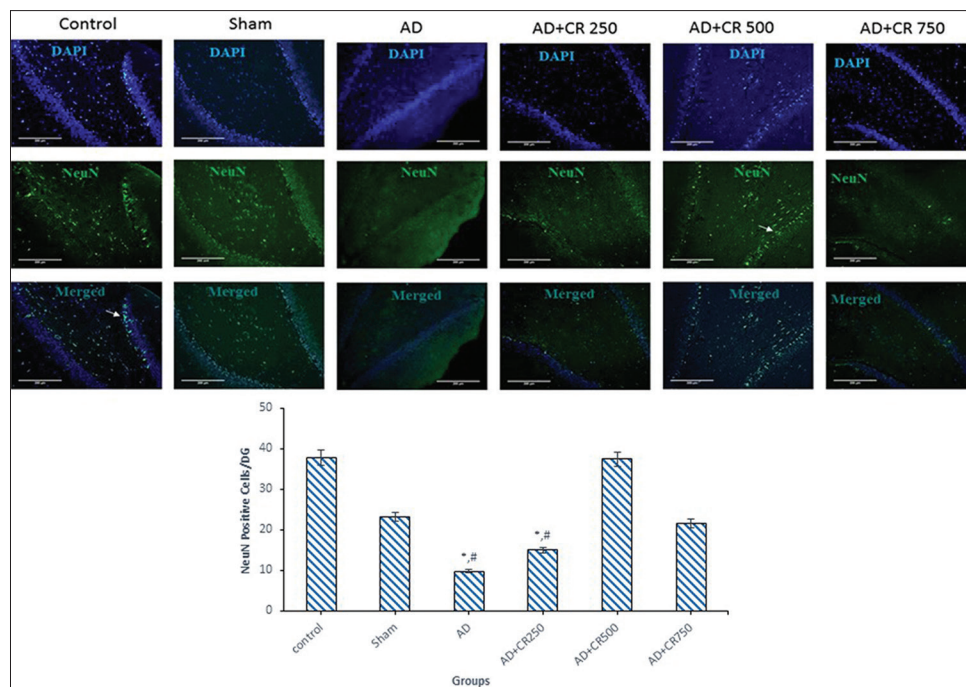 Control Sham AD AD+CR 250 AD+CR 500 AD+CR 750
DAPI DAPI DAPI DAPI DAPI DAPI
NeuN NeuN NeuN NeuN NeuN NeuN
Merged Merged Merged Merged Merged Merged
50
40
30
20
10
0
NeuN Positive Cells/DG
*,# *,#
control Sham AD AD+CR250 AD+CR500 AD+CR750
Groups